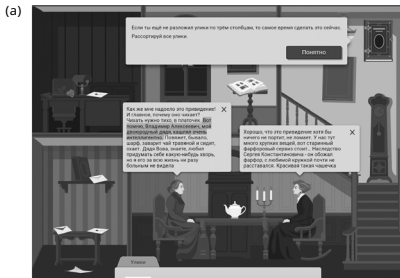 (a)
Если ты ещё не разложил улики по трём столбцам, то самое время сделать это сейчас.
Рассортируй все улики.
Понятно
Как же мне надоело это привидение!
И главное, почему оно чихает?
Чихать нужно тихо, в платочек. Вот
помню, Владимир Алексеевич, мой
двоюродный дядя, кашлял очень
интеллигентно. Повяжет, бывало,
шарф, заварит чай травяной и сидит,
охает. Дядя Вова, знаете, любил
придумать себе какую-нибудь хворь,
но я его за всю жизнь ни разу
больным не видела.
Хорошо, что это привидение хотя бы
ничего не портит, не ломает. У нас тут
много хрупких вещей, вот старинный
фарфоровый сервиз стоит... Наследство
Сергея Константиновича - он обожал
фарфор, с любимой кружкой почти не
расставался. Красивая такая чашечка
Улики